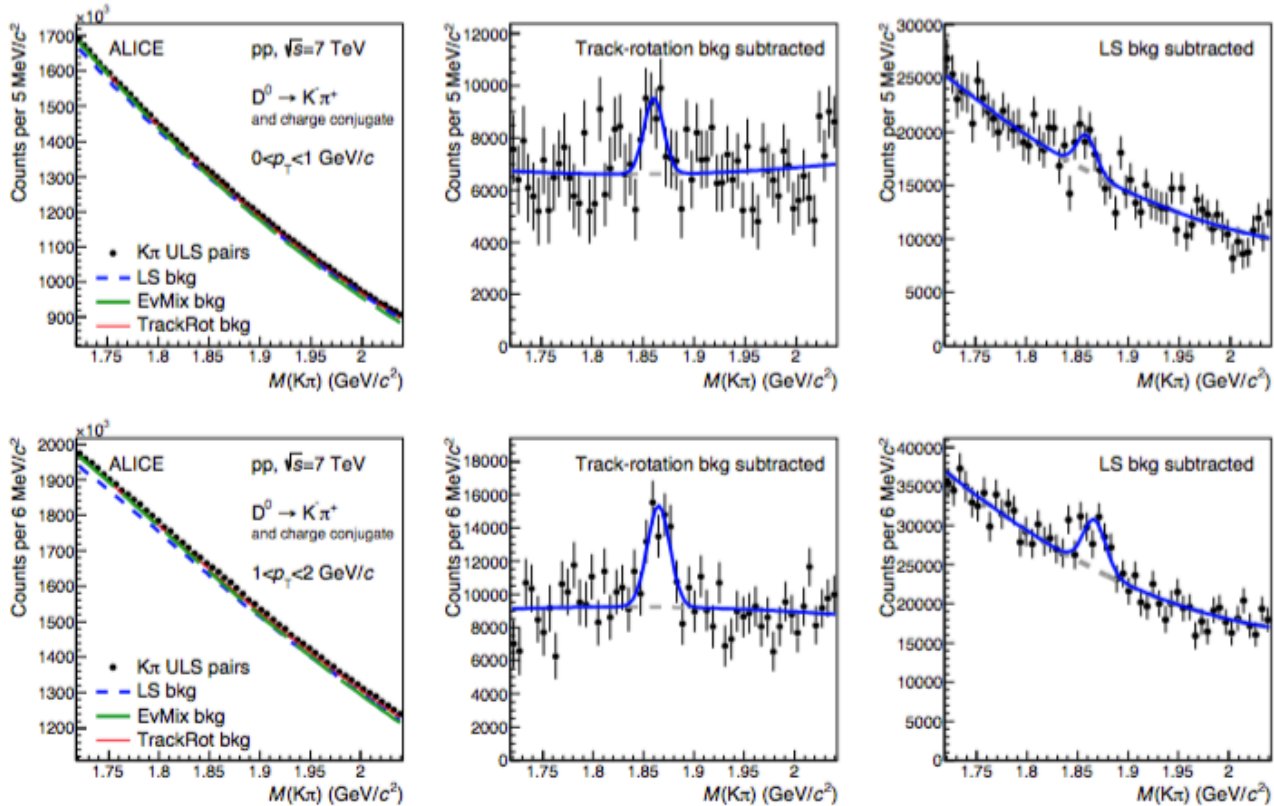 ×10³
1700
1600
1500
1400
1300
1200
1100
1000
900
Counts per 5 MeV/c²
ALICE
pp, √s=7 TeV
D⁰ → K⁻π⁺
and charge conjugate
0<p_T<1 GeV/c
Kπ ULS pairs
LS bkg
EvMix bkg
TrackRot bkg
1.75 1.8 1.85 1.9 1.95 2
M(Kπ) (GeV/c²)
12000
10000
8000
6000
4000
2000
0
Counts per 5 MeV/c²
Track-rotation bkg subtracted
1.75 1.8 1.85 1.9 1.95 2
M(Kπ) (GeV/c²)
30000
25000
20000
15000
10000
5000
0
Counts per 5 MeV/c²
LS bkg subtracted
1.75 1.8 1.85 1.9 1.95 2
M(Kπ) (GeV/c²)
×10³
2000
1900
1800
1700
1600
1500
1400
1300
1200
Counts per 6 MeV/c²
ALICE
pp, √s=7 TeV
D⁰ → K⁻π⁺
and charge conjugate
1<p_T<2 GeV/c
Kπ ULS pairs
LS bkg
EvMix bkg
TrackRot bkg
1.75 1.8 1.85 1.9 1.95 2
M(Kπ) (GeV/c²)
18000
16000
14000
12000
10000
8000
6000
4000
2000
0
Counts per 6 MeV/c²
Track-rotation bkg subtracted
1.75 1.8 1.85 1.9 1.95 2
M(Kπ) (GeV/c²)
40000
35000
30000
25000
20000
15000
10000
5000
0
Counts per 6 MeV/c²
LS bkg subtracted
1.75 1.8 1.85 1.9 1.95 2
M(Kπ) (GeV/c²)